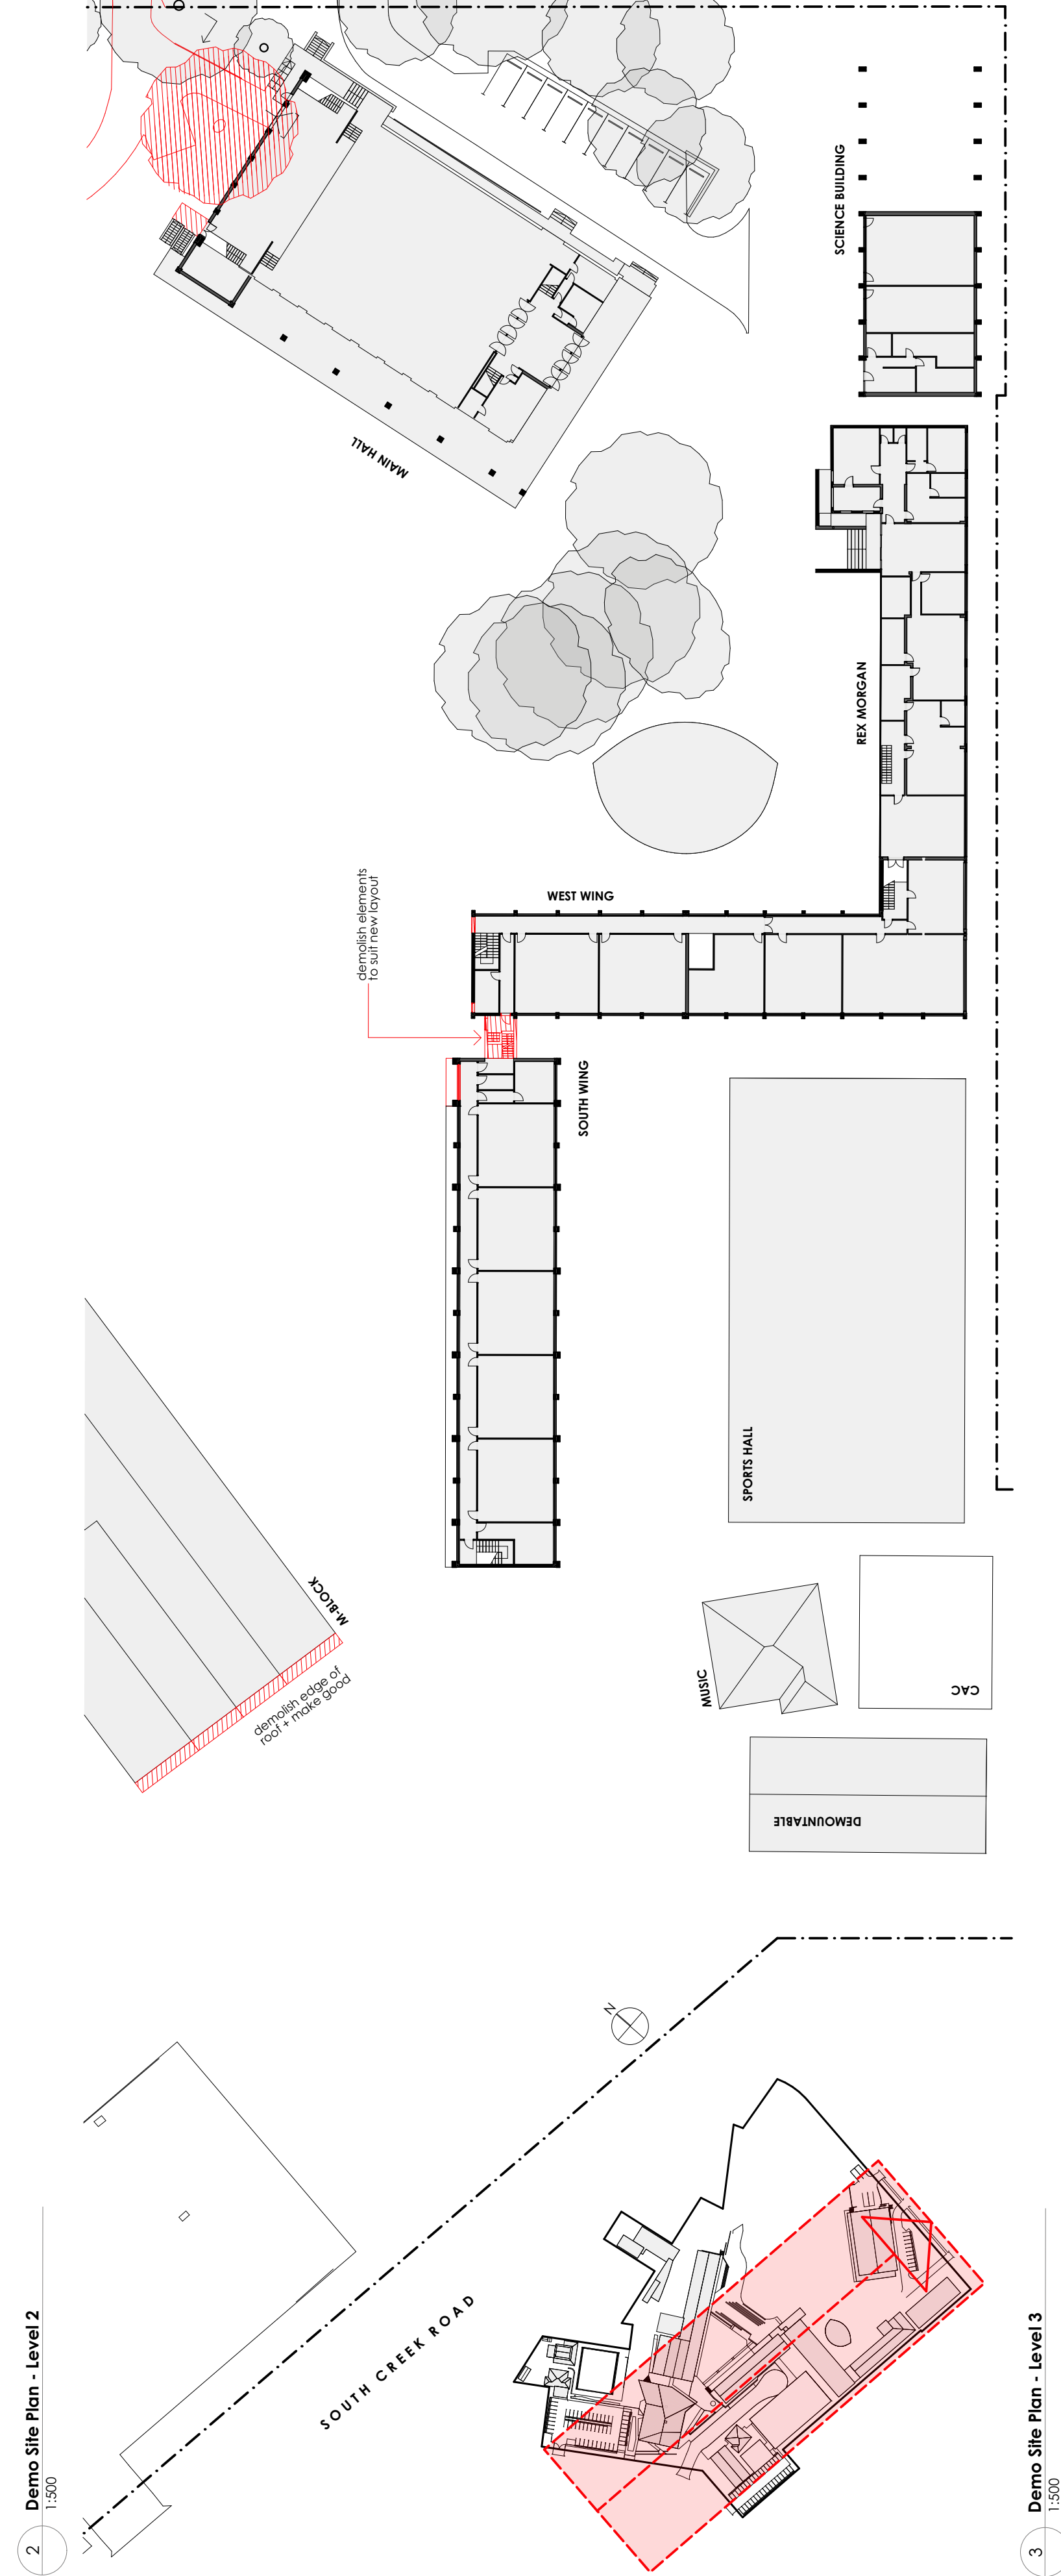 SCIENCE BUILDING
MAIN HALL
REX MORGAN
demolish elements
to suit new layout
WEST WING
SOUTH WING
SPORTS HALL
M-BLOCK
demolish edge of
roof + make good
MUSIC
CAC
DEMOUNTABLE
N
SOUTH CREEK ROAD
2
Demo Site Plan - Level 2
1:500
3
Demo Site Plan - Level 3
1:500